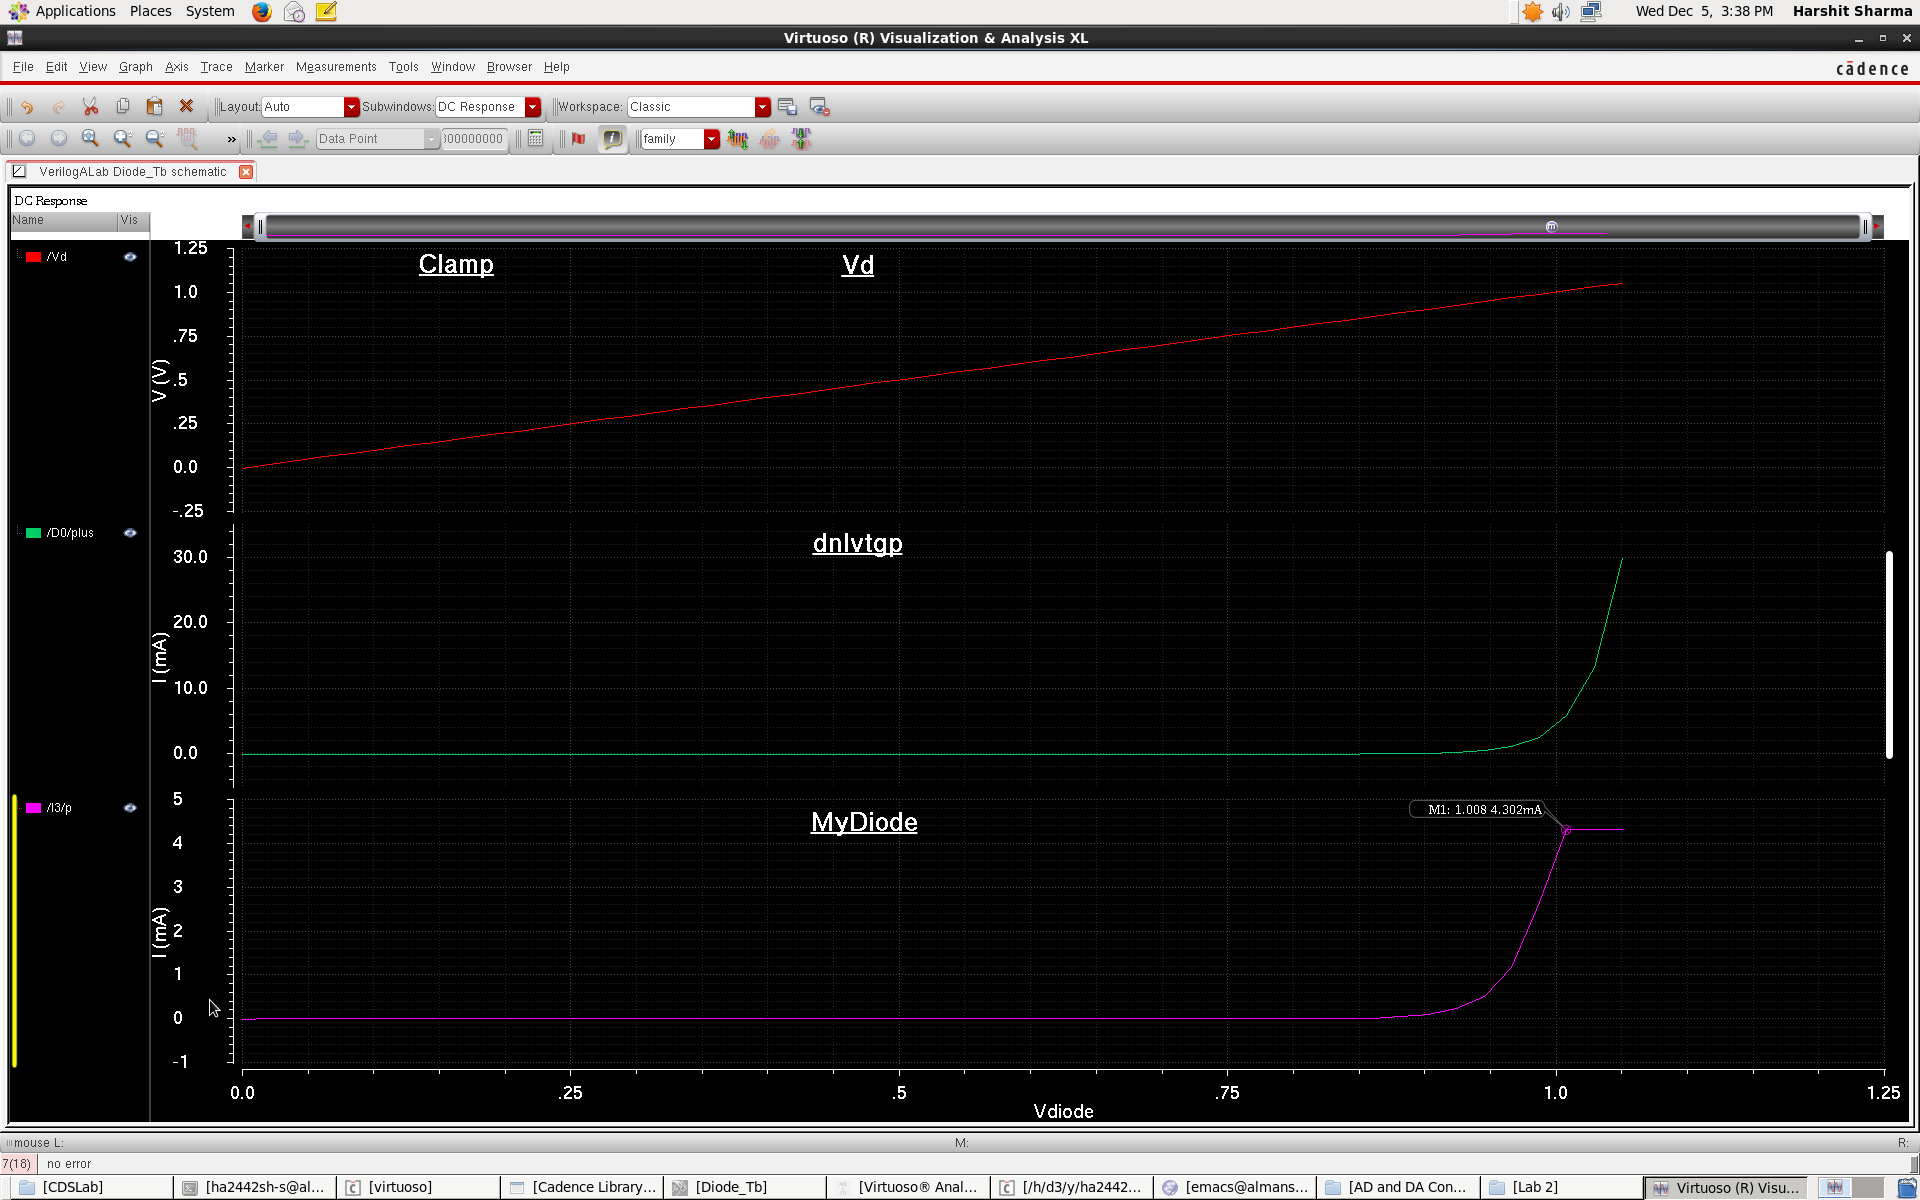 Applications Places System Wed Dec 5, 3:38 PM Harshit Sharma
Virtuoso (R) Visualization & Analysis XL
File Edit View Graph Axis Trace Marker Measurements Tools Window Browser Help cādence
Layout: Auto Subwindows: DC Response Workspace: Classic
» Data Point 00000000 family
VerilogALab Diode_Tb schematic
DC Response
Name Vis
m
/Vd
Clamp Vd
1.25
1.0
.75
.5
.25
0.0
-.25
V (V)
/D0/plus
dnlvtgp
30.0
20.0
10.0
0.0
I (mA)
/I3/p
MyDiode
M1: 1.008 4.302mA
5
4
3
2
1
0
-1
I (mA)
0.0 .25 .5 .75 1.0 1.25
Vdiode
mouse L: M: R:
7(18) no error
[CDSLab] [ha2442sh-s@al... [virtuoso] [Cadence Library... [Diode_Tb] [Virtuoso® Anal... [/h/d3/y/ha2442... [emacs@almans... [AD and DA Con... [Lab 2] Virtuoso (R) Visu...